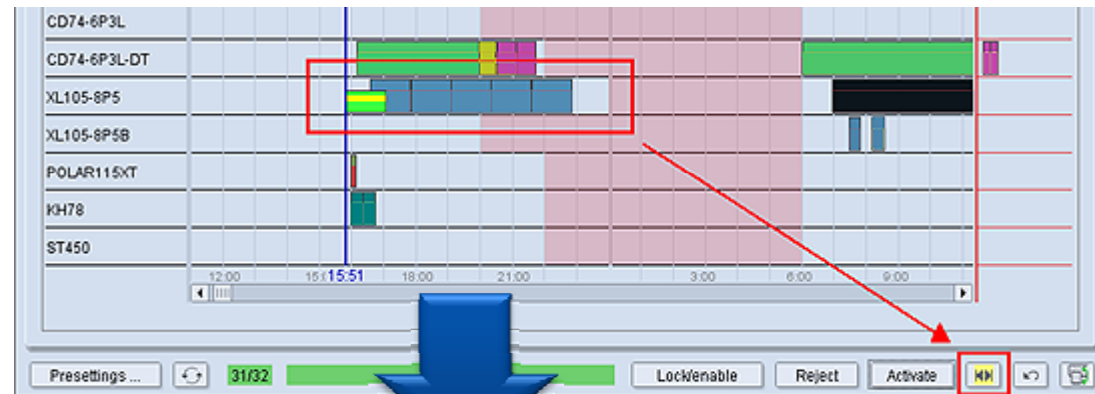 CD74-6P3L
CD74-6P3L-DT
XL105-8P5
XL105-8P5B
POLAR115XT
KH78
ST450
12:00 15:(15:51 18:00 21:00 3:00 6:00 9:00
Presettings ... 31/32 Lock/enable Reject Activate